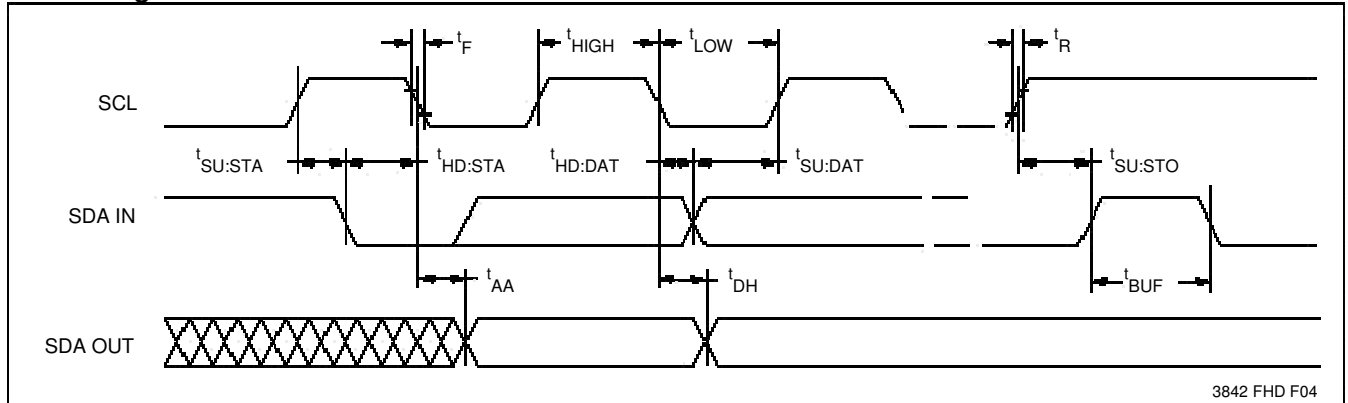 tF
tHIGH
tLOW
tR
SCL
tSU:STA
tHD:STA
tHD:DAT
tSU:DAT
tSU:STO
SDA IN
tAA
tDH
tBUF
SDA OUT
3842 FHD F04